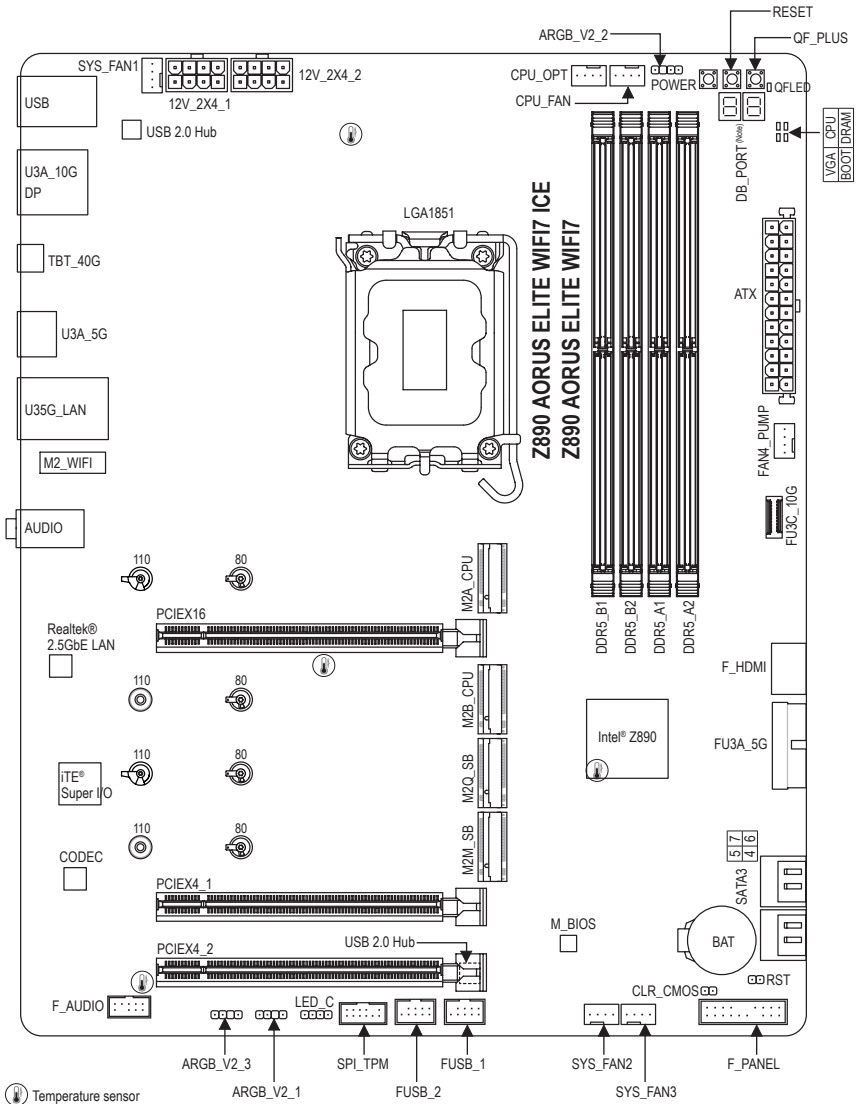 RESET
ARGB_V2_2
QF_PLUS
SYS_FAN1
12V_2X4_2
CPU_OPT
POWER
QFLED
USB
12V_2X4_1
CPU_FAN
USB 2.0 Hub
DB_PORT (Note)
VGA CPU
BOOT DRAM
U3A_10G
DP
LGA1851
Z890 AORUS ELITE WIFI7 ICE
Z890 AORUS ELITE WIFI7
TBT_40G
ATX
U3A_5G
U35G_LAN
FAN4_PUMP
M2_WIFI
FU3C_10G
AUDIO
110
80
M2A_CPU
PCIEX16
DDR5_B1
DDR5_B2
DDR5_A1
DDR5_A2
Realtek®
2.5GbE LAN
F_HDMI
110
80
M2B_CPU
Intel® Z890
FU3A_5G
110
80
M2Q_SB
iTE®
Super I/O
110
80
M2M_SB
5 7
4 6
SATA3
CODEC
PCIEX4_1
M_BIOS
BAT
PCIEX4_2
USB 2.0 Hub
RST
CLR_CMOS
F_AUDIO
LED_C
ARGB_V2_3
SPI_TPM
FUSB_1
SYS_FAN2
F_PANEL
ARGB_V2_1
FUSB_2
SYS_FAN3
Temperature sensor